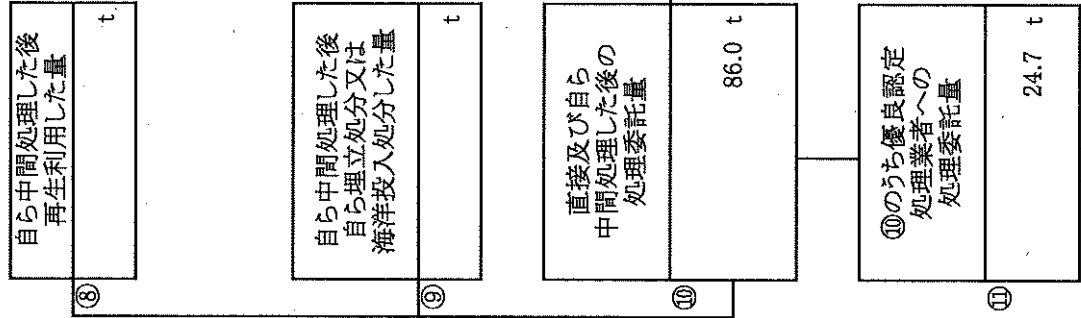 自ら中間処理した後
再生利用した量
t
⑧
自ら中間処理した後
自ら埋立処分又は
海洋投入処分した量
t
⑨
直接及び自ら
中間処理した後の
処理委託量
86.0 t
⑩
⑩のうち優良認定
処理業者への
処理委託量
24.7 t
⑪